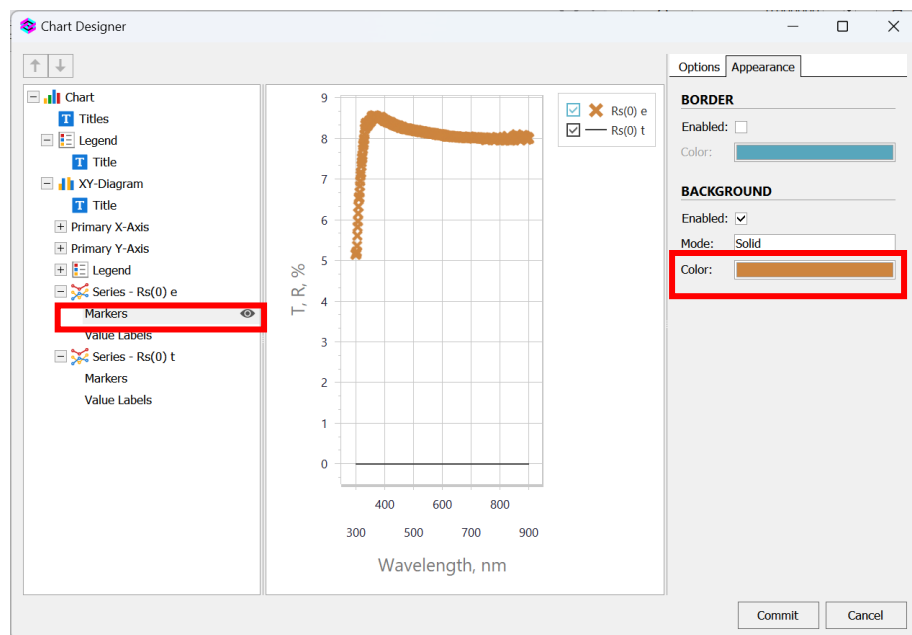 Chart Designer
Chart
Titles
Legend
Title
XY-Diagram
Title
Primary X-Axis
Primary Y-Axis
Legend
Series - Rs(0) e
Markers
Value Labels
Series - Rs(0) t
Markers
Value Labels
9
8
7
6
5
4
3
2
1
0
T, R, %
400 600 800
300 500 700 900
Wavelength, nm
Rs(0) e
Rs(0) t
Options Appearance
BORDER
Enabled:
Color:
BACKGROUND
Enabled:
Mode: Solid
Color:
Commit Cancel